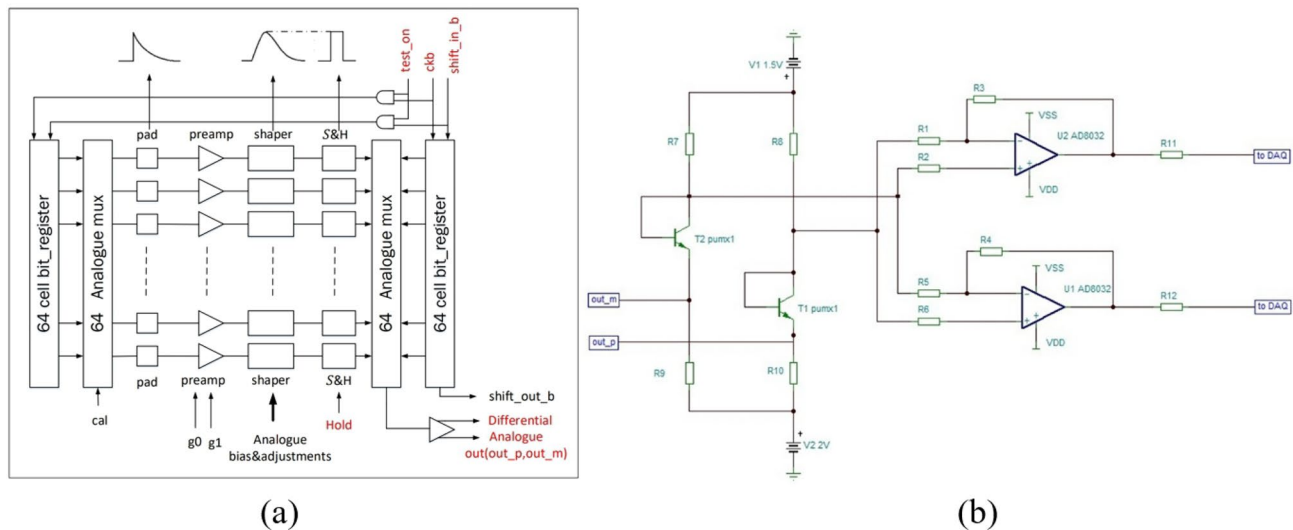 test_on
ckb
shift_in_b
pad
preamp
shaper
S&H
64 cell bit_register
64 Analogue mux
64 Analogue mux
64 cell bit_register
pad
preamp
shaper
S&H
cal
g0 g1
Analogue
bias&adjustments
Hold
shift_out_b
Differential
Analogue
out(out_p,out_m)
(a)
V1 1.5V
+
R7
R8
T2 pumx1
T1 pumx1
out_m
out_p
R9
R10
+
V2 2V
R3
VSS
R1
U2 AD8032
R2
VDD
R11
to DAQ
R4
VSS
R5
U1 AD8032
R6
VDD
R12
to DAQ
(b)